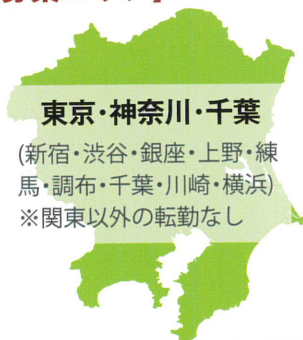 東京・神奈川・千葉
(新宿・渋谷・銀座・上野・練
馬・調布・千葉・川崎・横浜)
※関東以外の転勤なし